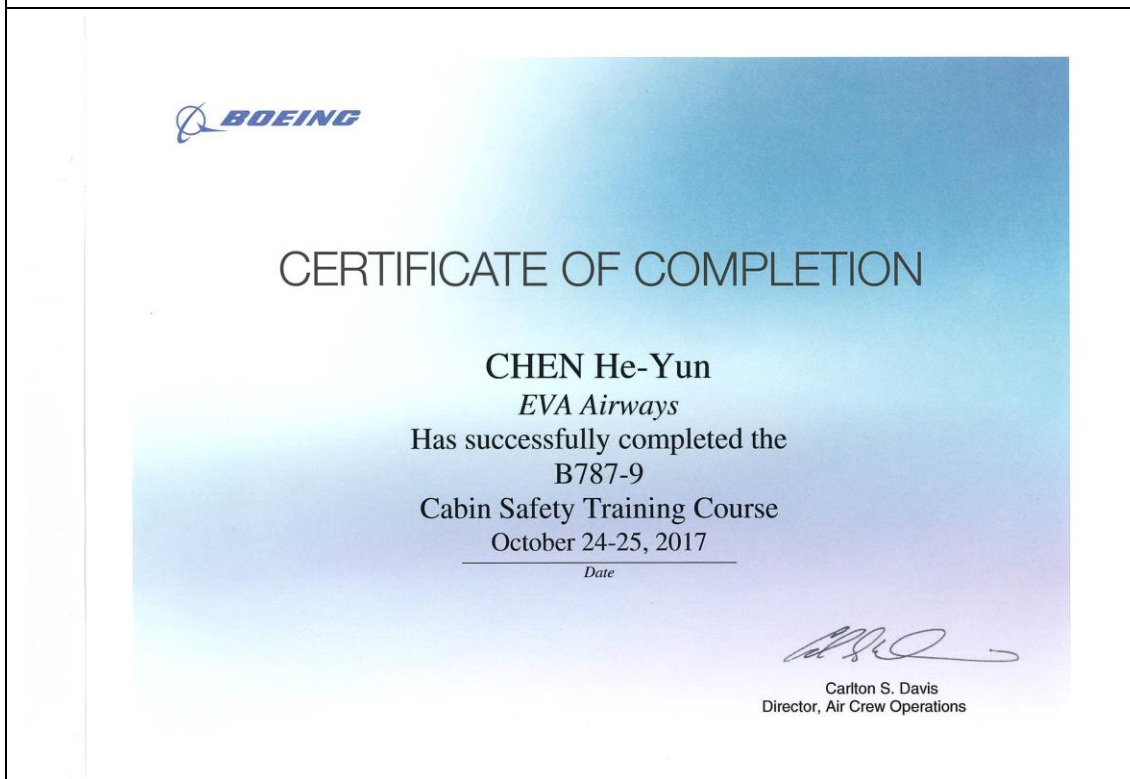 BOEING
CERTIFICATE OF COMPLETION
CHEN He-Yun
EVA Airways
Has successfully completed the
B787-9
Cabin Safety Training Course
October 24-25, 2017
Date
Carlton S. Davis
Director, Air Crew Operations